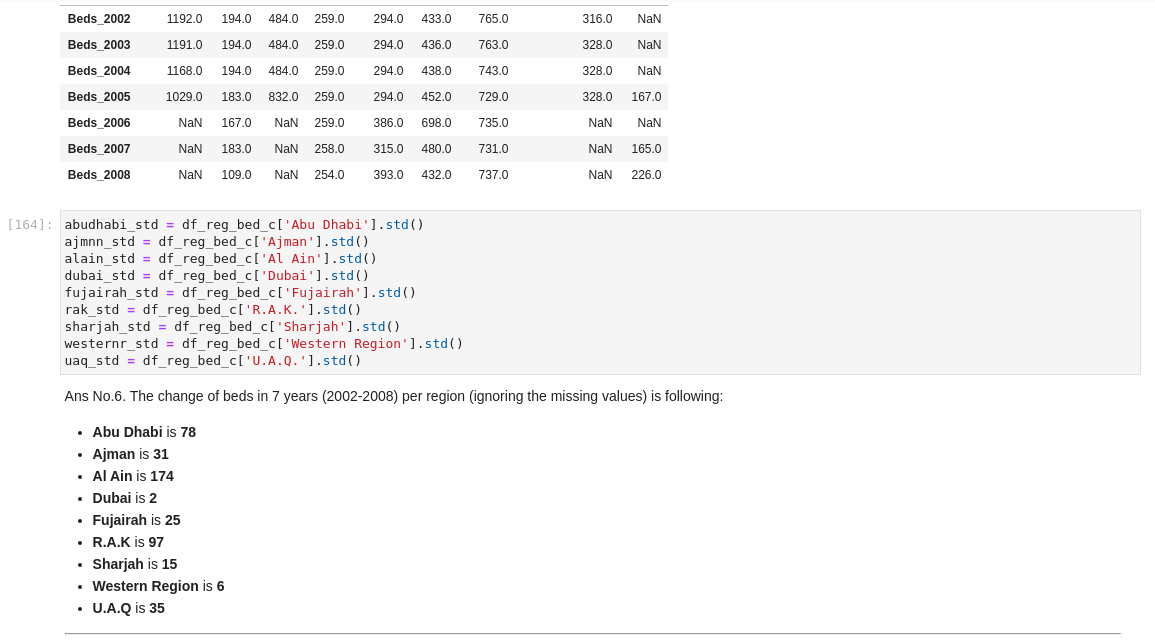 Beds_2002 1192.0 194.0 484.0 259.0 294.0 433.0 765.0 316.0 NaN
Beds_2003 1191.0 194.0 484.0 259.0 294.0 436.0 763.0 328.0 NaN
Beds_2004 1168.0 194.0 484.0 259.0 294.0 438.0 743.0 328.0 NaN
Beds_2005 1029.0 183.0 832.0 259.0 294.0 452.0 729.0 328.0 167.0
Beds_2006 NaN 167.0 NaN 259.0 386.0 698.0 735.0 NaN NaN
Beds_2007 NaN 183.0 NaN 258.0 315.0 480.0 731.0 NaN 165.0
Beds_2008 NaN 109.0 NaN 254.0 393.0 432.0 737.0 NaN 226.0
[164]: abudhabi_std = df_reg_bed_c['Abu Dhabi'].std()
ajmnn_std = df_reg_bed_c['Ajman'].std()
alain_std = df_reg_bed_c['Al Ain'].std()
dubai_std = df_reg_bed_c['Dubai'].std()
fujairah_std = df_reg_bed_c['Fujairah'].std()
rak_std = df_reg_bed_c['R.A.K.'].std()
sharjah_std = df_reg_bed_c['Sharjah'].std()
westernr_std = df_reg_bed_c['Western Region'].std()
uaq_std = df_reg_bed_c['U.A.Q.'].std()
Ans No.6. The change of beds in 7 years (2002-2008) per region (ignoring the missing values) is following:
• Abu Dhabi is 78
• Ajman is 31
• Al Ain is 174
• Dubai is 2
• Fujairah is 25
• R.A.K is 97
• Sharjah is 15
• Western Region is 6
• U.A.Q is 35